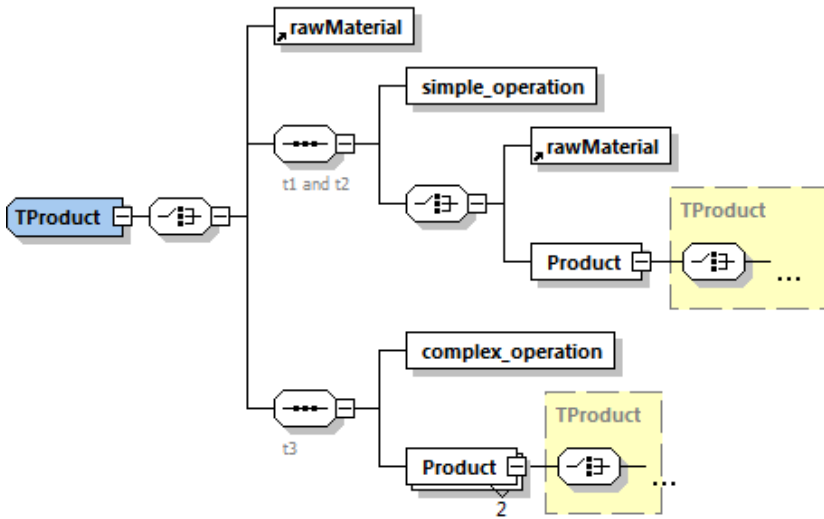 rawMaterial
simple_operation
t1 and t2
rawMaterial
TProduct
TProduct
Product
...
complex_operation
t3
TProduct
Product
...
2